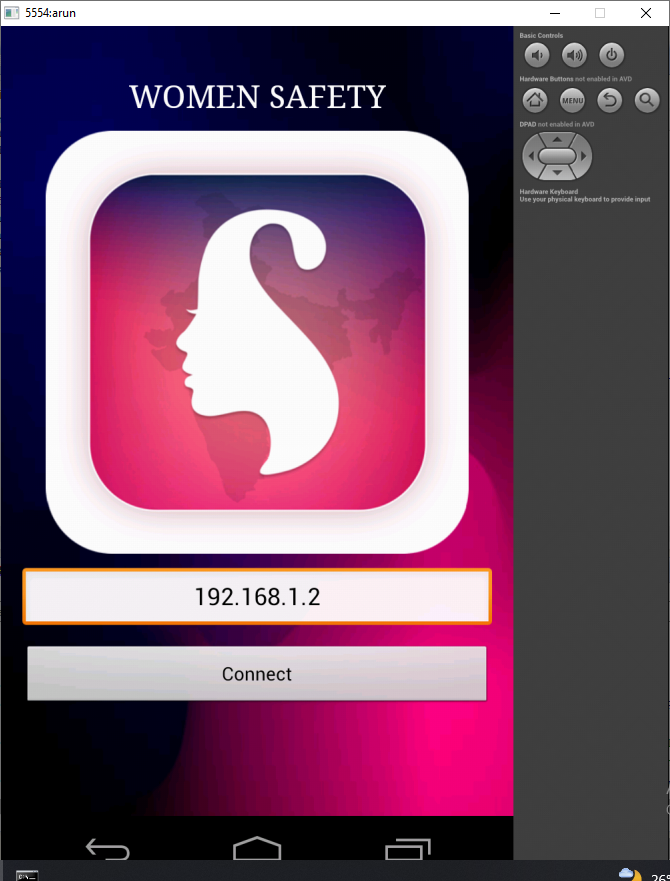 5554:arun
WOMEN SAFETY
192.168.1.2
Connect
Basic Controls
Hardware Buttons not enabled in AVD
MENU
DPAD not enabled in AVD
Hardware Keyboard
Use your physical keyboard to provide input